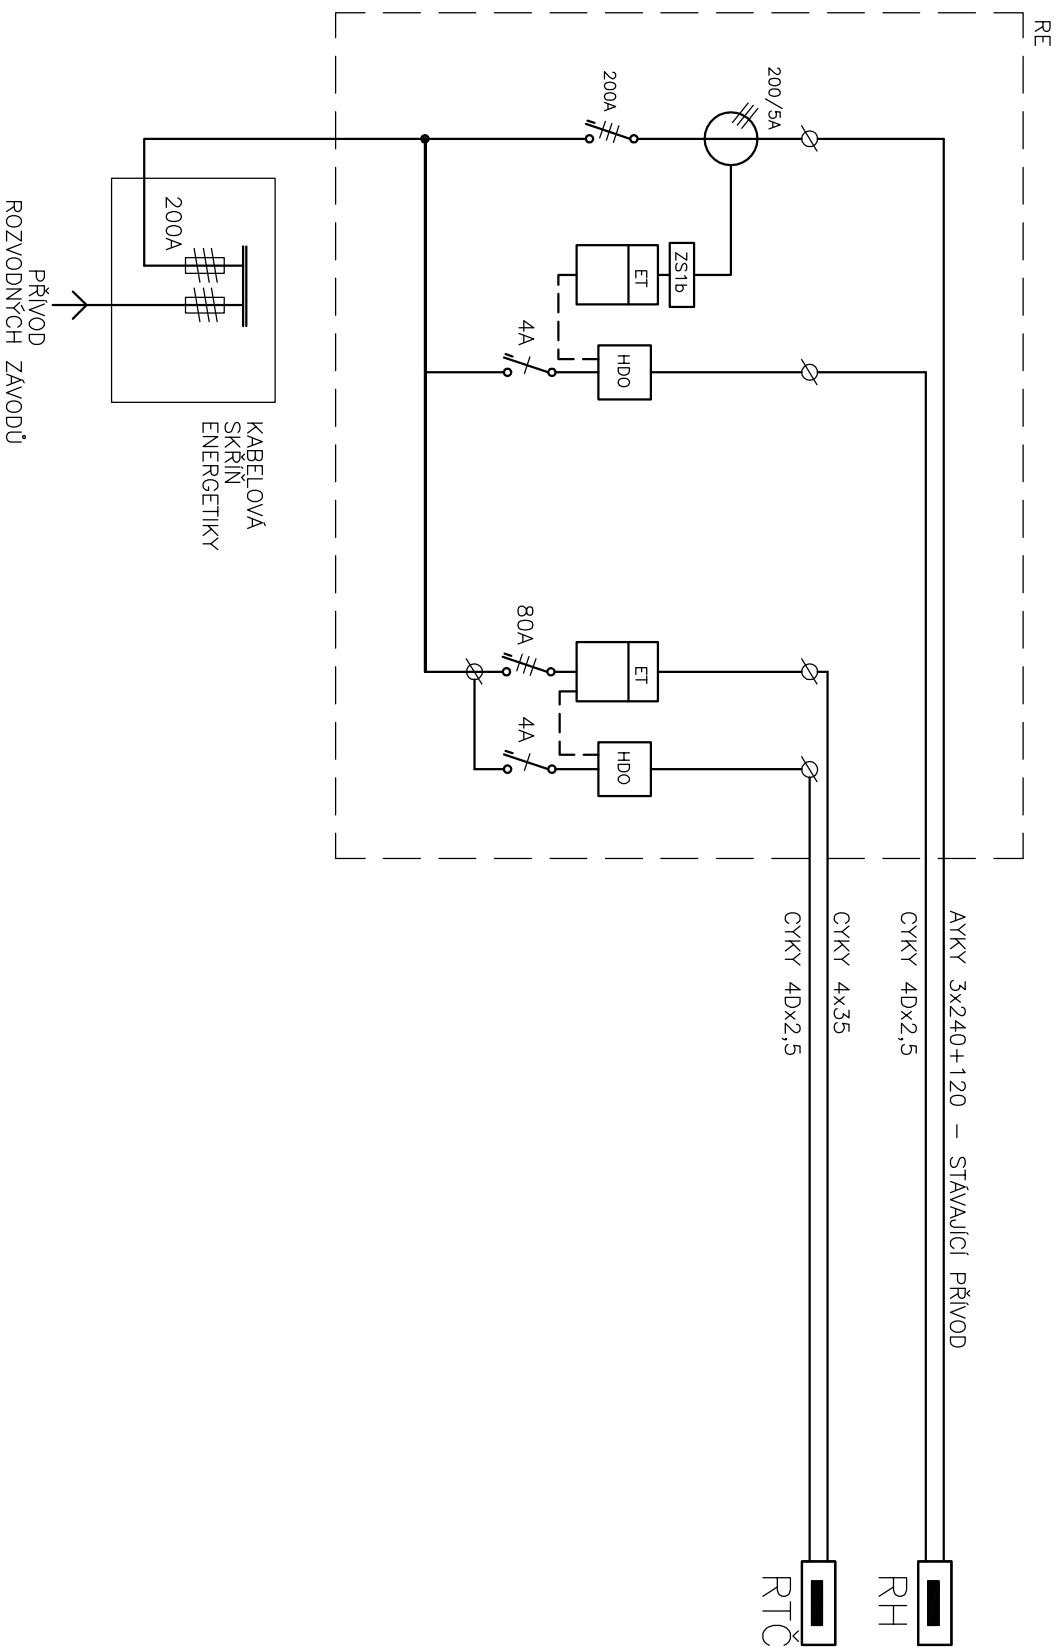 RE
200/5A
200A
ZS1b
ET
HDO
4A
80A
ET
4A
HDO
200A
KABELOVÁ
SKŘÍŇ
ENERGETIKY
PŘÍVOD
ROZVODNÝCH ZÁVODŮ
AYKY 3x240+120 – STÁVAJÍCÍ PŘÍVOD
CYKY 4Dx2,5
CYKY 4x35
CYKY 4Dx2,5
RH
RTČ